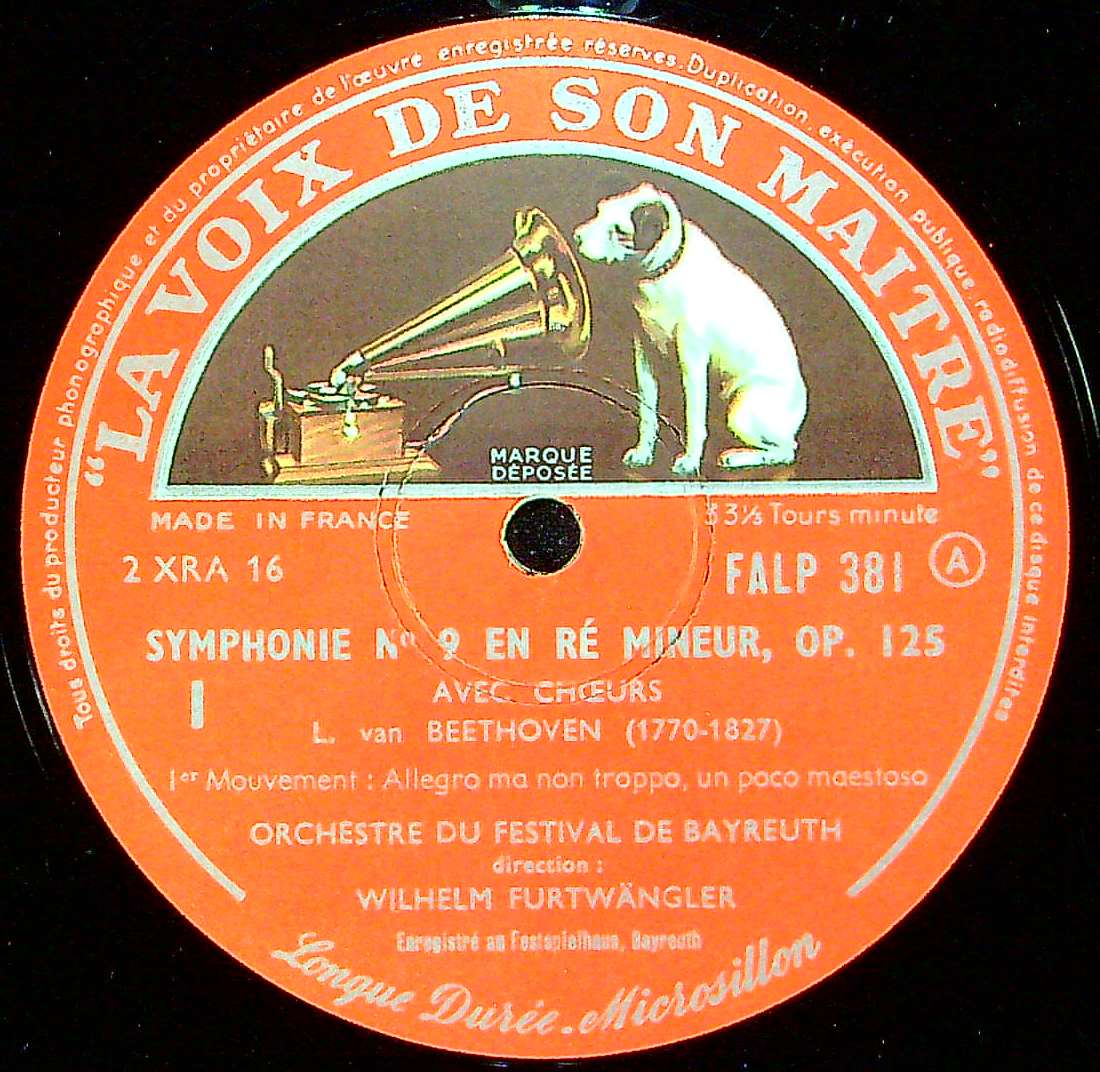 Tous droits du producteur phonographique et du propriétaire de l'œuvre enregistrée réservés. Duplication, exécution publique, radiodiffusion de ce disque interdites
“LA VOIX DE SON MAITRE”
MARQUE
DÉPOSÉE
MADE IN FRANCE
33⅓ Tours minute
2 XRA 16
FALP 381 A
SYMPHONIE Nº 9 EN RÉ MINEUR, OP. 125
I
AVEC CHŒURS
L. van BEETHOVEN (1770-1827)
1er Mouvement : Allegro ma non troppo, un poco maestoso
ORCHESTRE DU FESTIVAL DE BAYREUTH
direction :
WILHELM FURTWÄNGLER
Enregistré au Festspielhaus, Bayreuth
Longue Durée-Microsillon